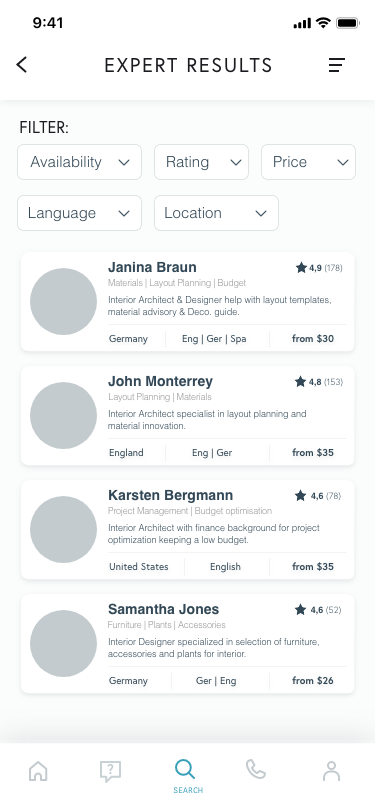 9:41
EXPERT RESULTS
FILTER:
Availability Rating Price
Language Location
Janina Braun 4,9 (178)
Materials | Layout Planning | Budget
Interior Architect & Designer help with layout templates,
material advisory & Deco. guide.
Germany Eng | Ger | Spa from $30
John Monterrey 4,8 (153)
Layout Planning | Materials
Interior Architect specialist in layout planning and
material innovation.
England Eng | Ger from $35
Karsten Bergmann 4,6 (78)
Project Management | Budget optimisation
Interior Architect with finance background for project
optimization keeping a low budget.
United States English from $35
Samantha Jones 4,6 (52)
Furniture | Plants | Accessories
Interior Designer specialized in selection of furniture,
accessories and plants for interior.
Germany Ger | Eng from $26
?
SEARCH